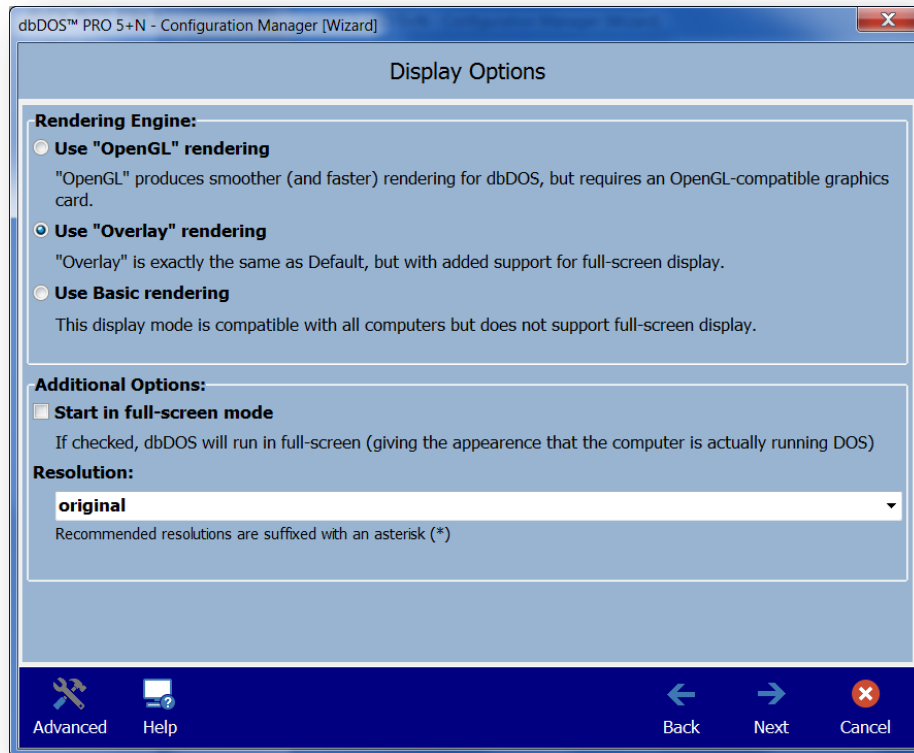 dbDOS™ PRO 5+N - Configuration Manager [Wizard]
Display Options
Rendering Engine:
Use "OpenGL" rendering
"OpenGL" produces smoother (and faster) rendering for dbDOS, but requires an OpenGL-compatible graphics
card.
Use "Overlay" rendering
"Overlay" is exactly the same as Default, but with added support for full-screen display.
Use Basic rendering
This display mode is compatible with all computers but does not support full-screen display.
Additional Options:
Start in full-screen mode
If checked, dbDOS will run in full-screen (giving the appearence that the computer is actually running DOS)
Resolution:
original
Recommended resolutions are suffixed with an asterisk (*)
Advanced Help Back Next Cancel